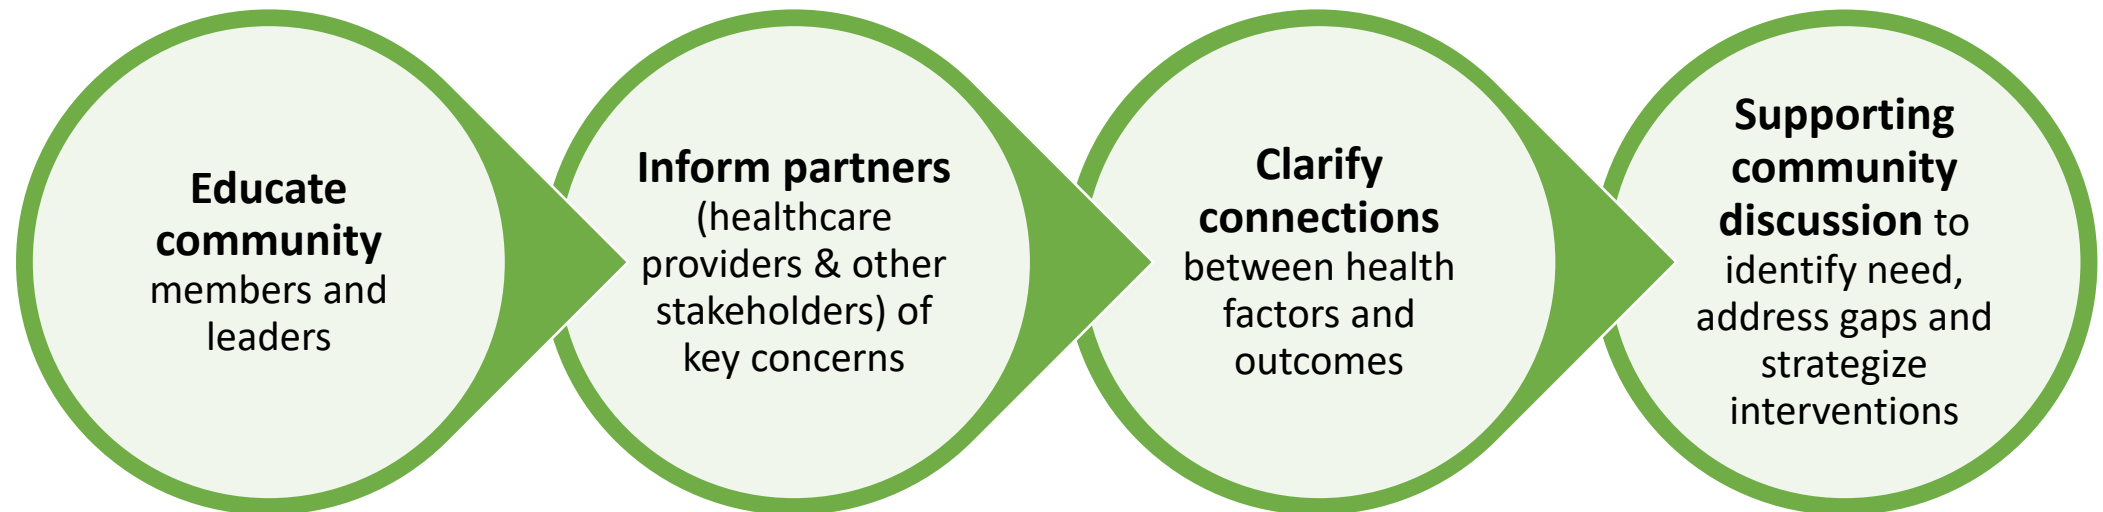 Educate
community
members and
leaders
Inform partners
(healthcare
providers & other
stakeholders) of
key concerns
Clarify
connections
between health
factors and
outcomes
Supporting
community
discussion to
identify need,
address gaps and
strategize
interventions